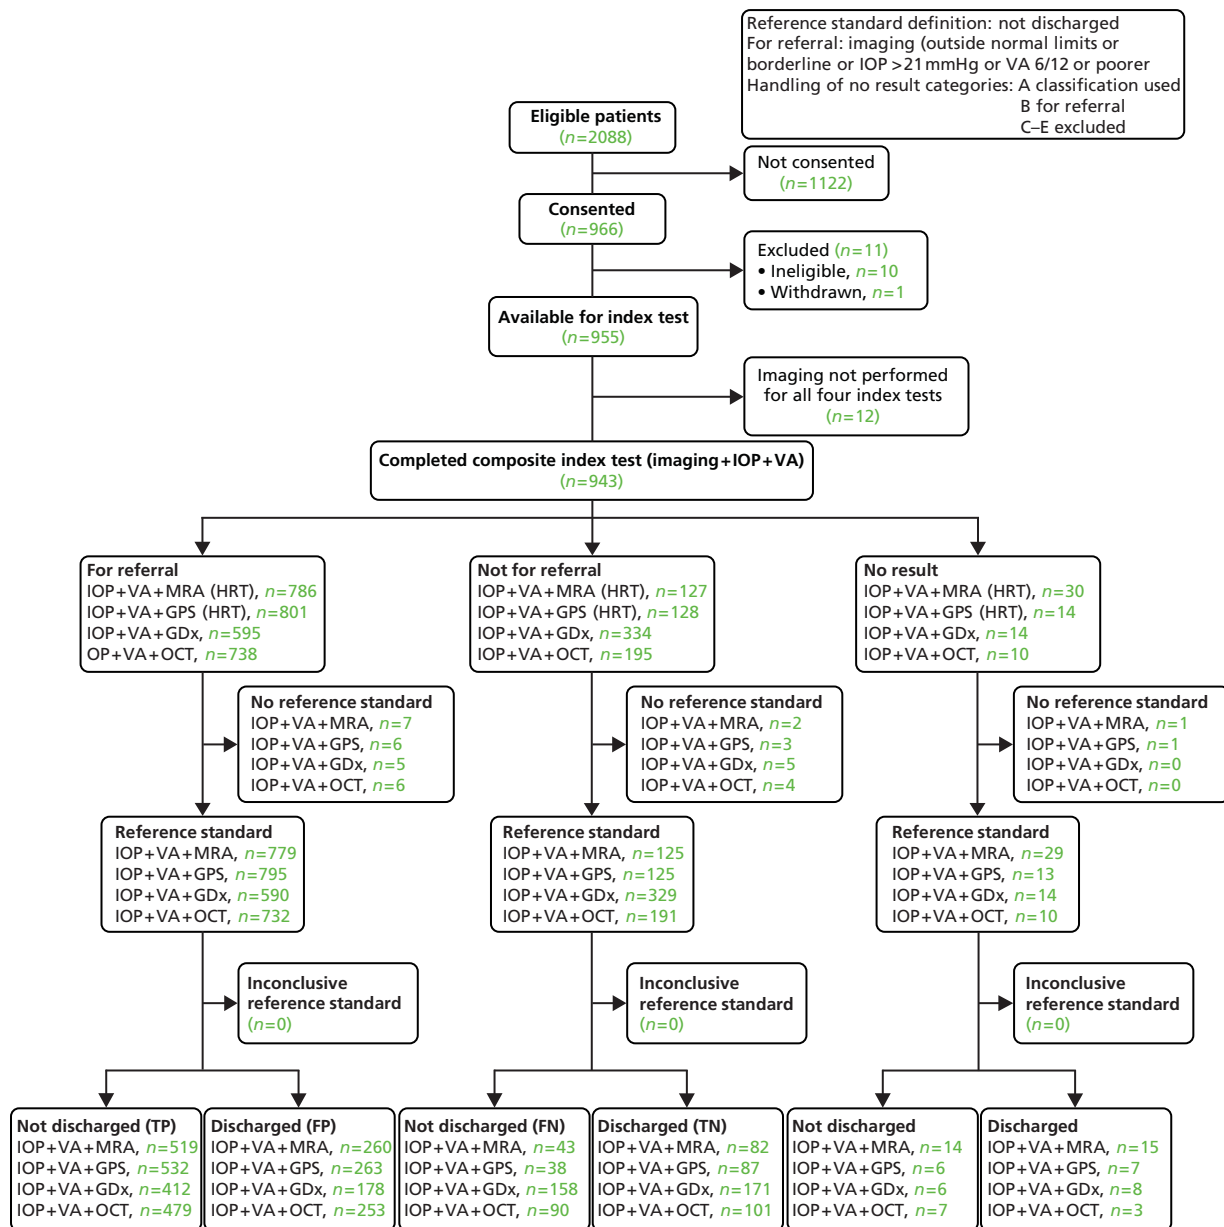 Reference standard definition: not discharged
For referral: imaging (outside normal limits or
borderline or IOP >21 mmHg or VA 6/12 or poorer
Handling of no result categories: A classification used
B for referral
C–E excluded
Eligible patients
(n=2088)
Not consented
(n=1122)
Consented
(n=966)
Excluded (n=11)
• Ineligible, n=10
• Withdrawn, n=1
Available for index test
(n=955)
Imaging not performed
for all four index tests
(n=12)
Completed composite index test (imaging+IOP+VA)
(n=943)
For referral
IOP+VA+MRA (HRT), n=786
IOP+VA+GPS (HRT), n=801
IOP+VA+GDx, n=595
OP+VA+OCT, n=738
Not for referral
IOP+VA+MRA (HRT), n=127
IOP+VA+GPS (HRT), n=128
IOP+VA+GDx, n=334
IOP+VA+OCT, n=195
No result
IOP+VA+MRA (HRT), n=30
IOP+VA+GPS (HRT), n=14
IOP+VA+GDx, n=14
IOP+VA+OCT, n=10
No reference standard
IOP+VA+MRA, n=7
IOP+VA+GPS, n=6
IOP+VA+GDx, n=5
IOP+VA+OCT, n=6
No reference standard
IOP+VA+MRA, n=2
IOP+VA+GPS, n=3
IOP+VA+GDx, n=5
IOP+VA+OCT, n=4
No reference standard
IOP+VA+MRA, n=1
IOP+VA+GPS, n=1
IOP+VA+GDx, n=0
IOP+VA+OCT, n=0
Reference standard
IOP+VA+MRA, n=779
IOP+VA+GPS, n=795
IOP+VA+GDx, n=590
IOP+VA+OCT, n=732
Reference standard
IOP+VA+MRA, n=125
IOP+VA+GPS, n=125
IOP+VA+GDx, n=329
IOP+VA+OCT, n=191
Reference standard
IOP+VA+MRA, n=29
IOP+VA+GPS, n=13
IOP+VA+GDx, n=14
IOP+VA+OCT, n=10
Inconclusive
reference standard
(n=0)
Inconclusive
reference standard
(n=0)
Inconclusive
reference standard
(n=0)
Not discharged (TP)
IOP+VA+MRA, n=519
IOP+VA+GPS, n=532
IOP+VA+GDx, n=412
IOP+VA+OCT, n=479
Discharged (FP)
IOP+VA+MRA, n=260
IOP+VA+GPS, n=263
IOP+VA+GDx, n=178
IOP+VA+OCT, n=253
Not discharged (FN)
IOP+VA+MRA, n=43
IOP+VA+GPS, n=38
IOP+VA+GDx, n=158
IOP+VA+OCT, n=90
Discharged (TN)
IOP+VA+MRA, n=82
IOP+VA+GPS, n=87
IOP+VA+GDx, n=171
IOP+VA+OCT, n=101
Not discharged
IOP+VA+MRA, n=14
IOP+VA+GPS, n=6
IOP+VA+GDx, n=6
IOP+VA+OCT, n=7
Discharged
IOP+VA+MRA, n=15
IOP+VA+GPS, n=7
IOP+VA+GDx, n=8
IOP+VA+OCT, n=3